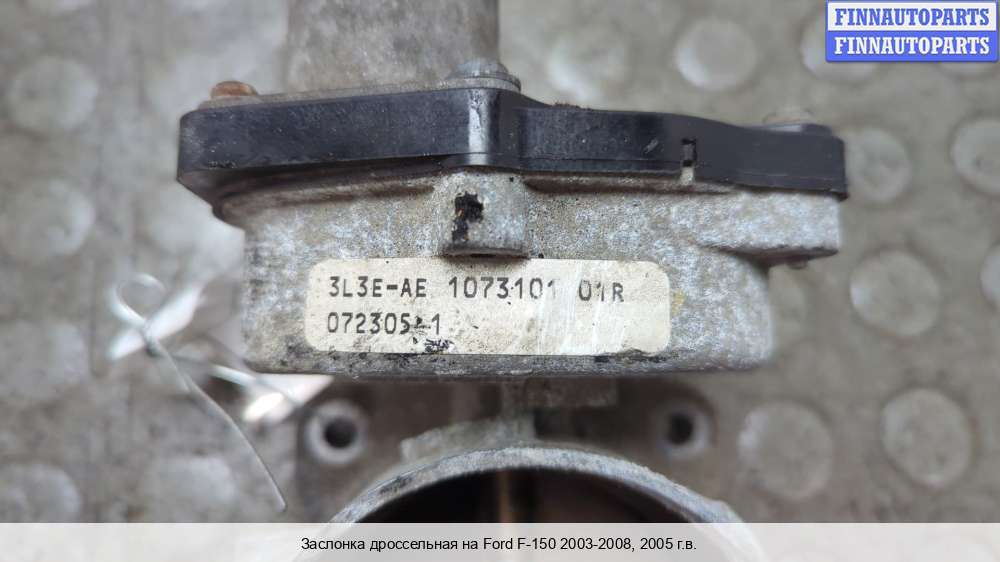 FINNAUTOPARTS
FINNAUTOPARTS
3L3E-AE 1073101 01R
072305-1
Заслонка дроссельная на Ford F-150 2003-2008, 2005 г.в.